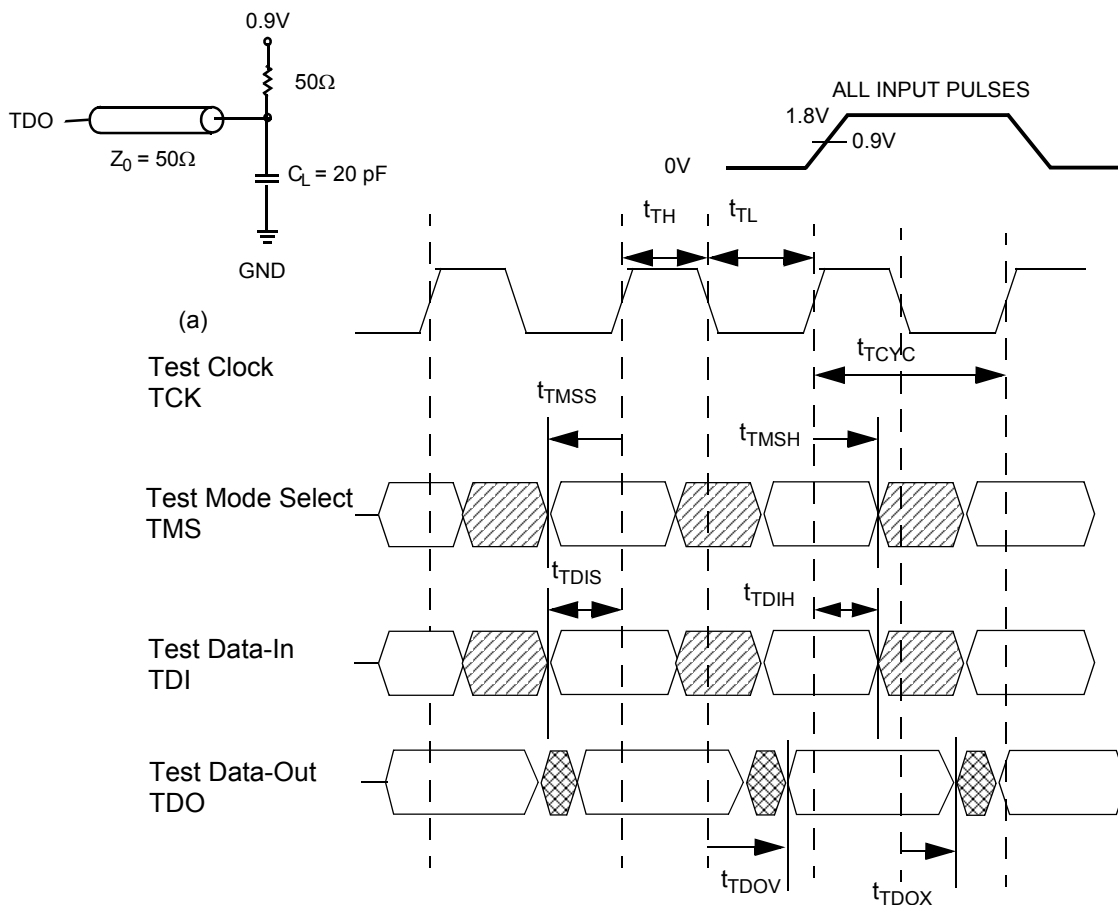 0.9V
50Ω
TDO
Z0 = 50Ω
CL = 20 pF
GND
(a)
ALL INPUT PULSES
1.8V
0.9V
0V
tTH
tTL
Test Clock
TCK
tTCYC
tTMSS
tTMSH
Test Mode Select
TMS
tTDIS
tTDIH
Test Data-In
TDI
Test Data-Out
TDO
tTDOV
tTDOX